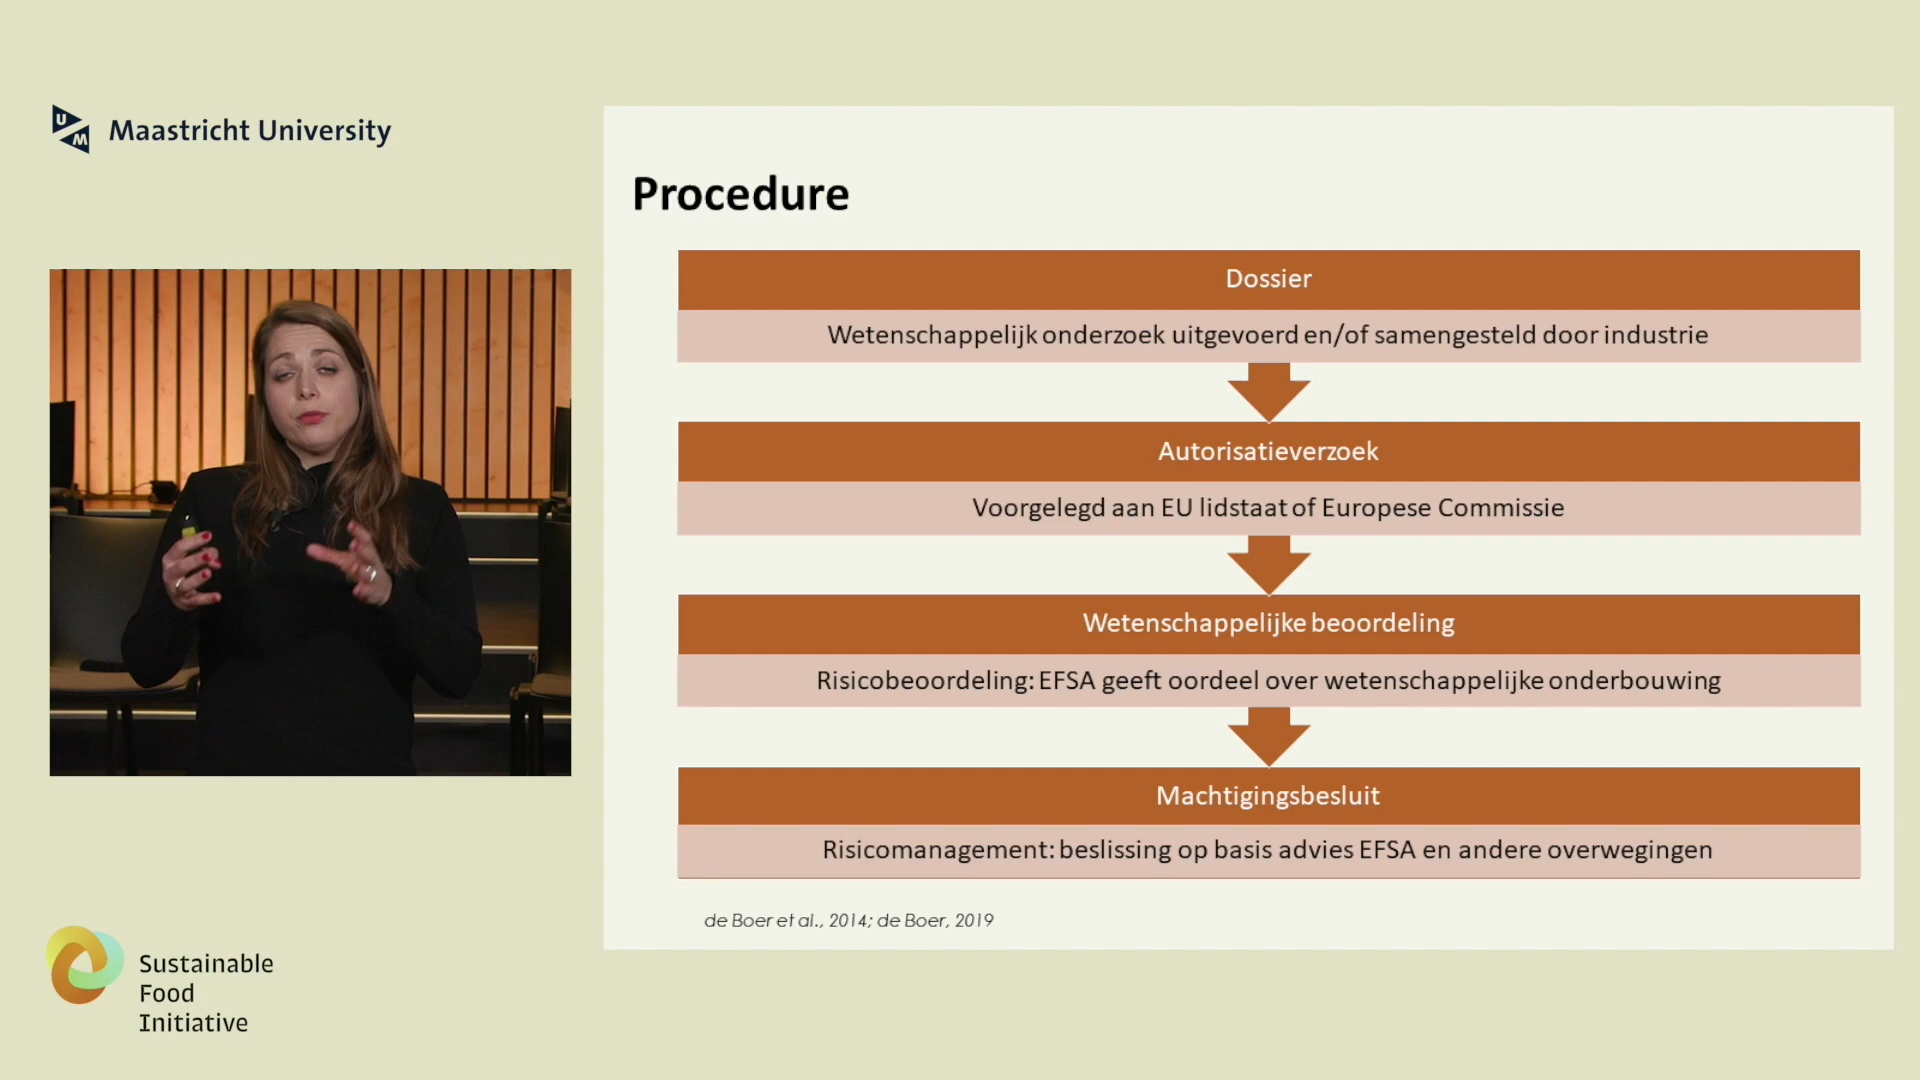 UM
Maastricht University
Procedure
Dossier
Wetenschappelijk onderzoek uitgevoerd en/of samengesteld door industrie
Autorisatieverzoek
Voorgelegd aan EU lidstaat of Europese Commissie
Wetenschappelijke beoordeling
Risicobeoordeling: EFSA geeft oordeel over wetenschappelijke onderbouwing
Machtigingsbesluit
Risicomanagement: beslissing op basis advies EFSA en andere overwegingen
de Boer et al., 2014; de Boer, 2019
Sustainable
Food
Initiative